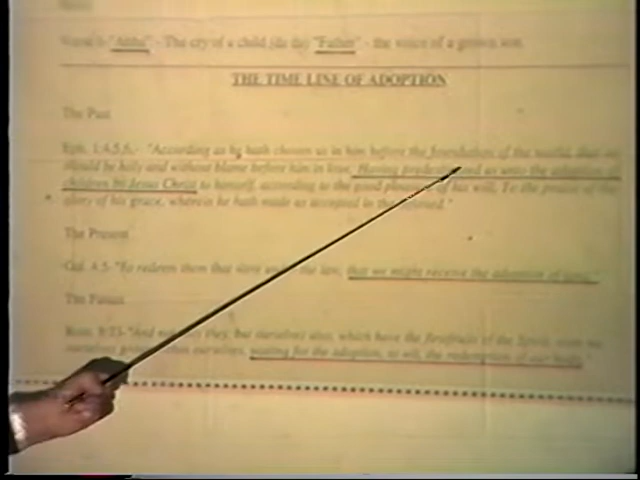 Verse 6- "Abba" - The cry of a child (da da) "Father" - the voice of a grown son.
THE TIME LINE OF ADOPTION
The Past
Eph. 1:4,5,6,- "According as he hath chosen us in him before the foundation of the world, that we
should be holy and without blame before him in love, Having us unto the adoption of
children by Jesus Christ to himself, according to the good pleasure of his will, To the praise of the
glory of his grace, wherein he hath made us accepted in the beloved."
The Present
Gal. 4:5- "To redeem them that were under the law, that we might receive the adoption of sons."
The Future
Rom. 8:23-"And not only they, but ourselves also, which have the firstfruits of the Spirit, even we
ourselves ourselves, waiting for the adoption, to wit, the redemption of our body."